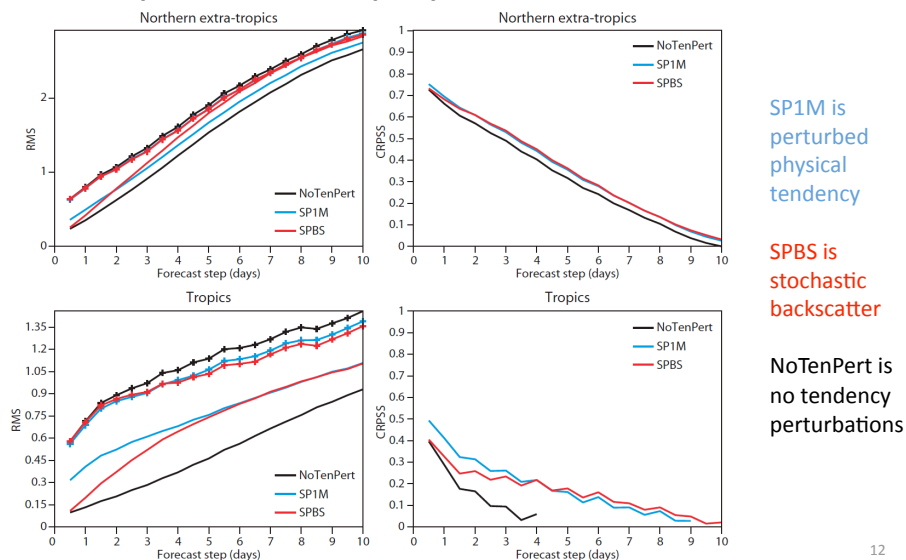 Northern extra-tropics
2
1
0
RMS
NoTenPert
SP1M
SPBS
0 1 2 3 4 5 6 7 8 9 10
Forecast step (days)
Northern extra-tropics
1
0.9
0.8
0.7
0.6
0.5
0.4
0.3
0.2
0.1
0
CRPSS
NoTenPert
SP1M
SPBS
0 1 2 3 4 5 6 7 8 9 10
Forecast step (days)
Tropics
1.35
1.2
1.05
0.9
0.75
0.6
0.45
0.3
0.15
0
RMS
NoTenPert
SP1M
SPBS
0 1 2 3 4 5 6 7 8 9 10
Forecast step (days)
Tropics
1
0.9
0.8
0.7
0.6
0.5
0.4
0.3
0.2
0.1
0
CRPSS
NoTenPert
SP1M
SPBS
0 1 2 3 4 5 6 7 8 9 10
Forecast step (days)
SP1M is
perturbed
physical
tendency
SPBS is
stochastic
backscatter
NoTenPert is
no tendency
perturbations
12